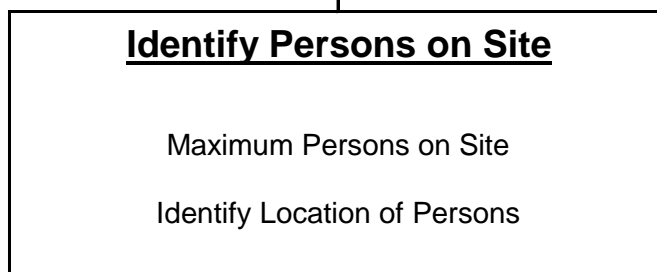 Identify Persons on Site
Maximum Persons on Site
Identify Location of Persons